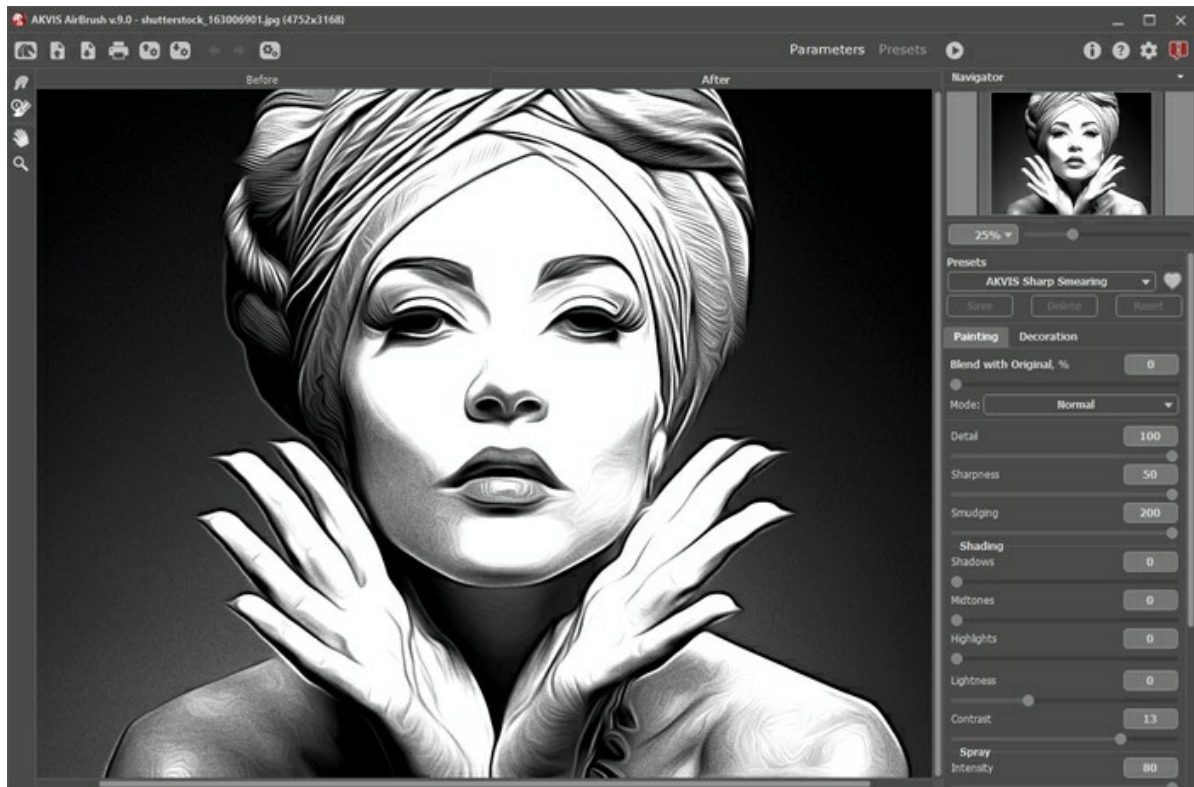 AKVIS AirBrush v.9.0 - shutterstock_163006901.jpg (4752x3168)
Parameters Presets
Before After
Navigator
25%
Presets
AKVIS Sharp Smearing
Save Delete Reset
Painting Decoration
Blend with Original, % 0
Mode: Normal
Detail 100
Sharpness 50
Smudging 200
Shading
Shadows 0
Midtones 0
Highlights 0
Lightness 0
Contrast 13
Spray
Intensity 80